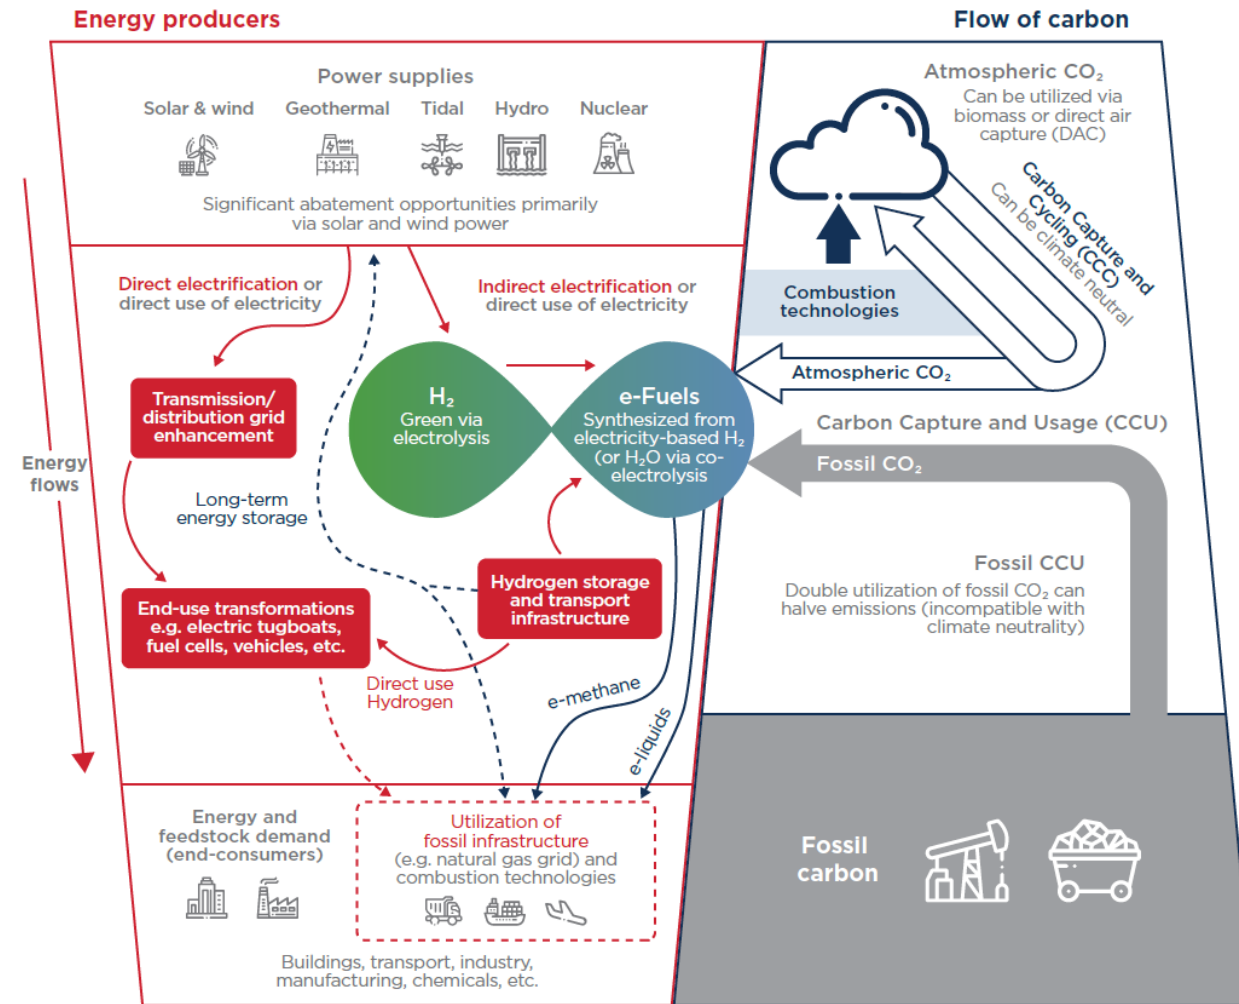 Energy producers
Flow of carbon
Power supplies
Solar & wind
Geothermal
Tidal
Hydro
Nuclear
Significant abatement opportunities primarily
via solar and wind power
Atmospheric CO₂
Can be utilized via
biomass or direct air
capture (DAC)
Carbon Capture and
Cycling (CCC)
Can be climate neutral
Combustion
technologies
Direct electrification or
direct use of electricity
Indirect electrification or
direct use of electricity
Atmospheric CO₂
Transmission/
distribution grid
enhancement
H₂
Green via
electrolysis
e-Fuels
Synthesized from
electricity-based H₂
(or H₂O via co-
electrolysis
Carbon Capture and Usage (CCU)
Fossil CO₂
Energy
flows
Long-term
energy storage
Hydrogen storage
and transport
infrastructure
End-use transformations
e.g. electric tugboats,
fuel cells, vehicles, etc.
Direct use
Hydrogen
e-methane
e-liquids
Fossil CCU
Double utilization of fossil CO₂ can
halve emissions (incompatible with
climate neutrality)
Energy and
feedstock demand
(end-consumers)
Utilization of
fossil infrastructure
(e.g. natural gas grid) and
combustion technologies
Buildings, transport, industry,
manufacturing, chemicals, etc.
Fossil
carbon